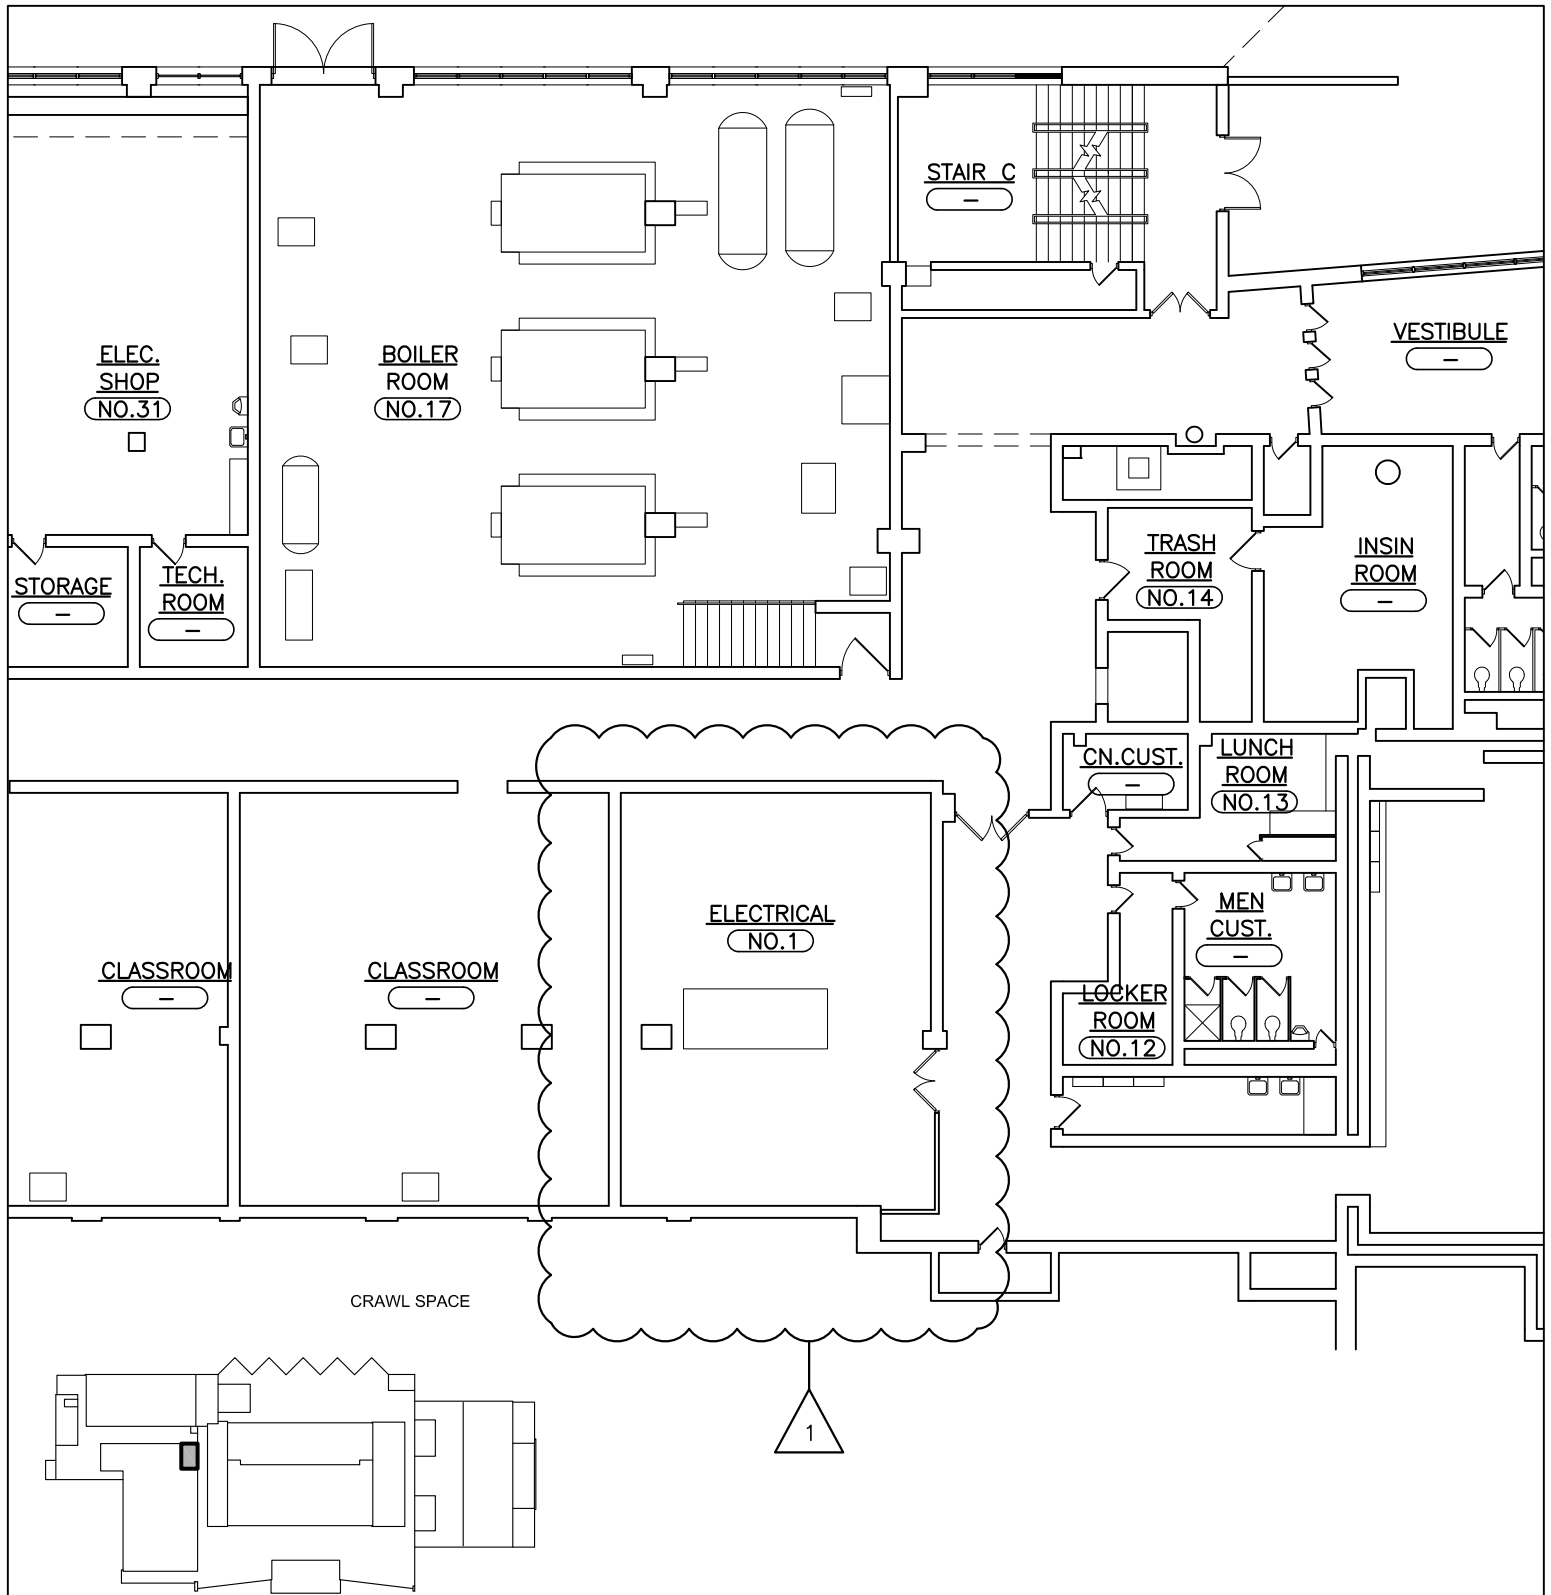 STAIR C
–
VESTIBULE
–
ELEC.
SHOP
NO.31
BOILER
ROOM
NO.17
TRASH
ROOM
NO.14
INSIN
ROOM
–
STORAGE
–
TECH.
ROOM
–
CN.CUST.
–
LUNCH
ROOM
NO.13
ELECTRICAL
NO.1
MEN
CUST.
–
CLASSROOM
–
CLASSROOM
–
LOCKER
ROOM
NO.12
CRAWL SPACE
1